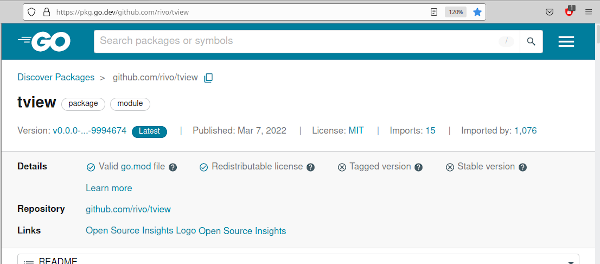 https://pkg.go.dev/github.com/rivo/tview 120%
GO Search packages or symbols /
Discover Packages > github.com/rivo/tview
tview package module
Version: v0.0.0-...-9994674 Latest | Published: Mar 7, 2022 | License: MIT | Imports: 15 | Imported by: 1,076
Details Valid go.mod file ? Redistributable license ? Tagged version ? Stable version ?
Learn more
Repository github.com/rivo/tview
Links Open Source Insights Logo Open Source Insights
README